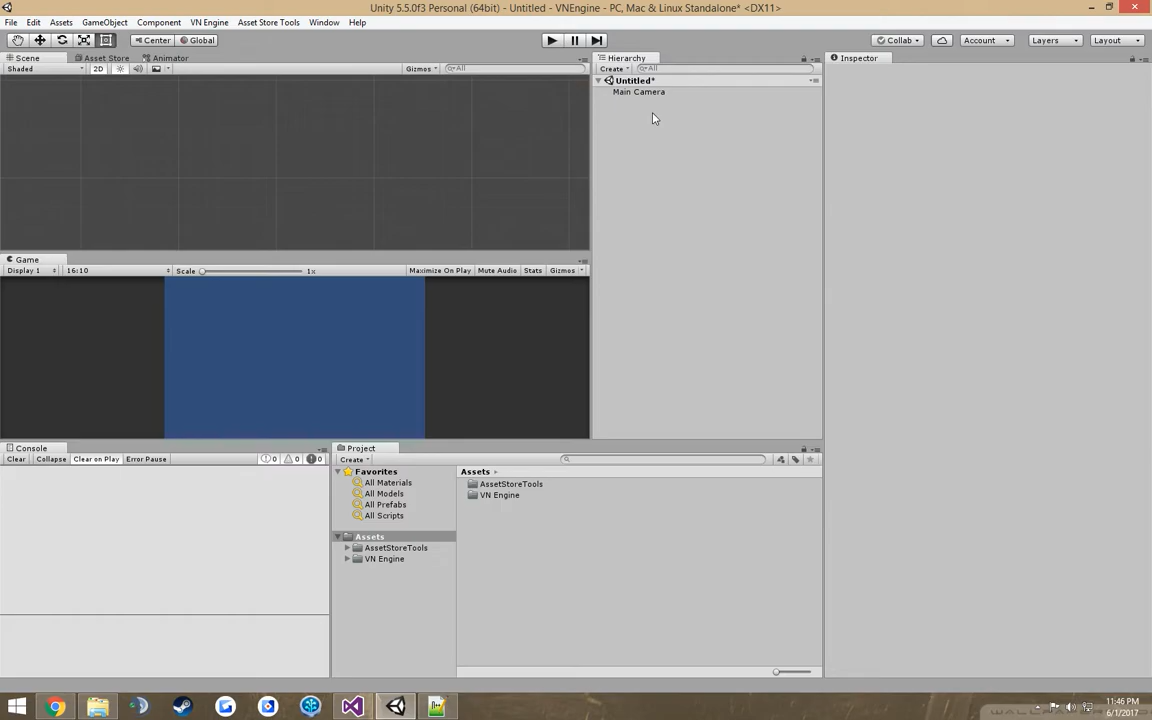 Unity 5.5.0f3 Personal (64bit) - Untitled - VNEngine - PC, Mac & Linux Standalone* <DX11>
File Edit Assets GameObject Component VN Engine Asset Store Tools Window Help
Center Global Collab Account Layers Layout
Scene Asset Store Animator Hierarchy Inspector
Shaded 2D Gizmos All Create All
Untitled*
Main Camera
Game
Display 1 16:10 Scale 1x Maximize On Play Mute Audio Stats Gizmos
Console Project
Clear Collapse Clear on Play Error Pause 0 0 0 Create
Favorites
All Materials
All Models
All Prefabs
All Scripts
Assets
AssetStoreTools
VN Engine
Assets
AssetStoreTools
VN Engine
11:46 PM
6/1/2017